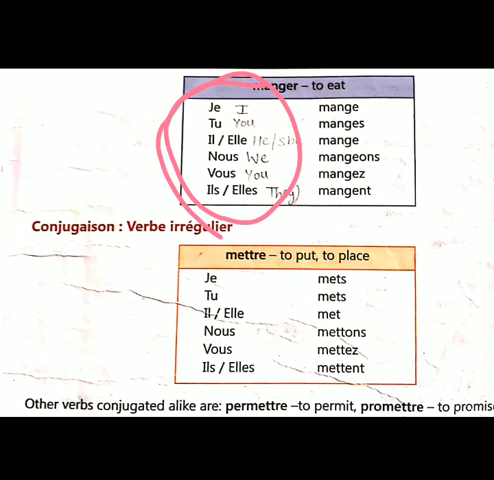 manger – to eat
Je I mange
Tu You manges
Il / Elle He/She mange
Nous We mangeons
Vous You mangez
Ils / Elles They) mangent
Conjugaison : Verbe irrégulier
mettre – to put, to place
Je mets
Tu mets
Il / Elle met
Nous mettons
Vous mettez
Ils / Elles mettent
Other verbs conjugated alike are: permettre –to permit, promettre – to promise